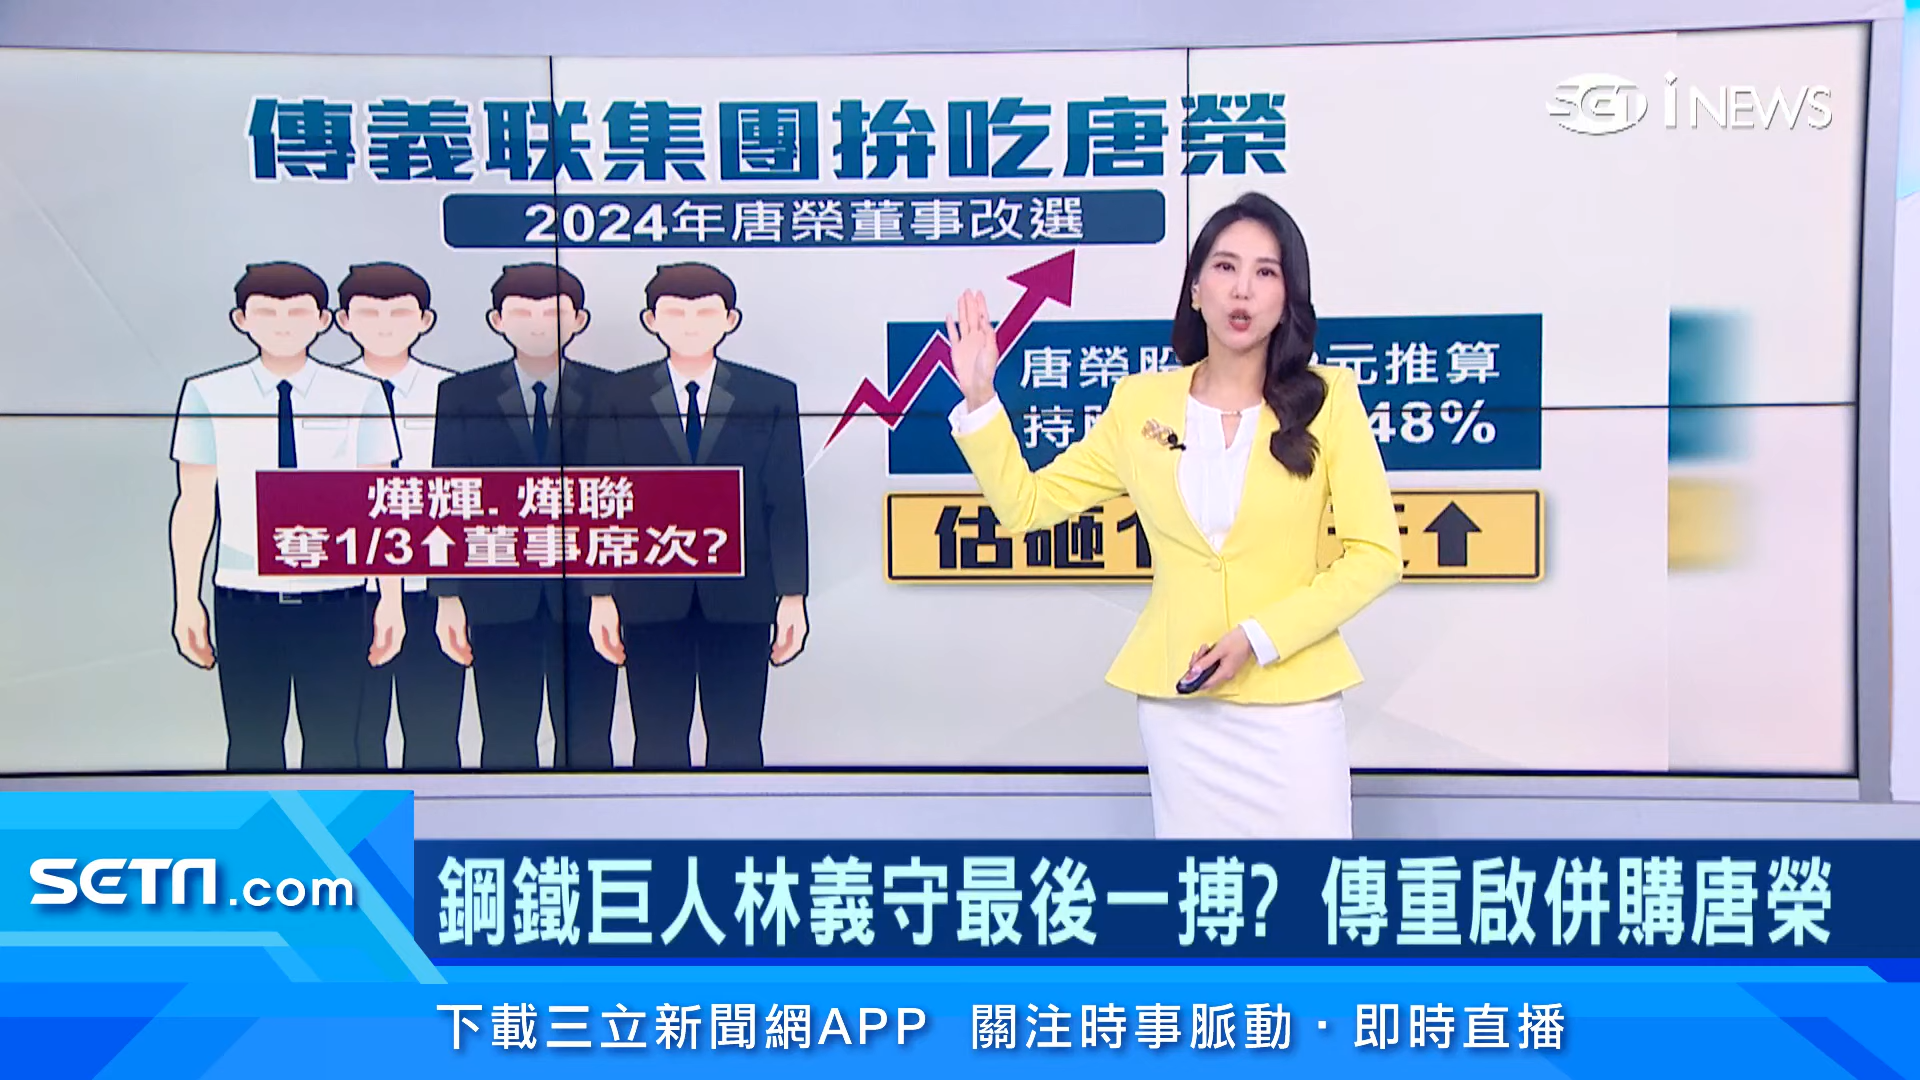 SET iNEWS
傳義联集團拚吃唐榮
2024年唐榮董事改選
唐榮股 元推算
持股 48%
燁輝. 燁聯
奪1/3⬆董事席次?
估砸 ⬆
SETN.com
鋼鐵巨人林義守最後一搏? 傳重啟併購唐榮
下載三立新聞網APP 關注時事脈動・即時直播